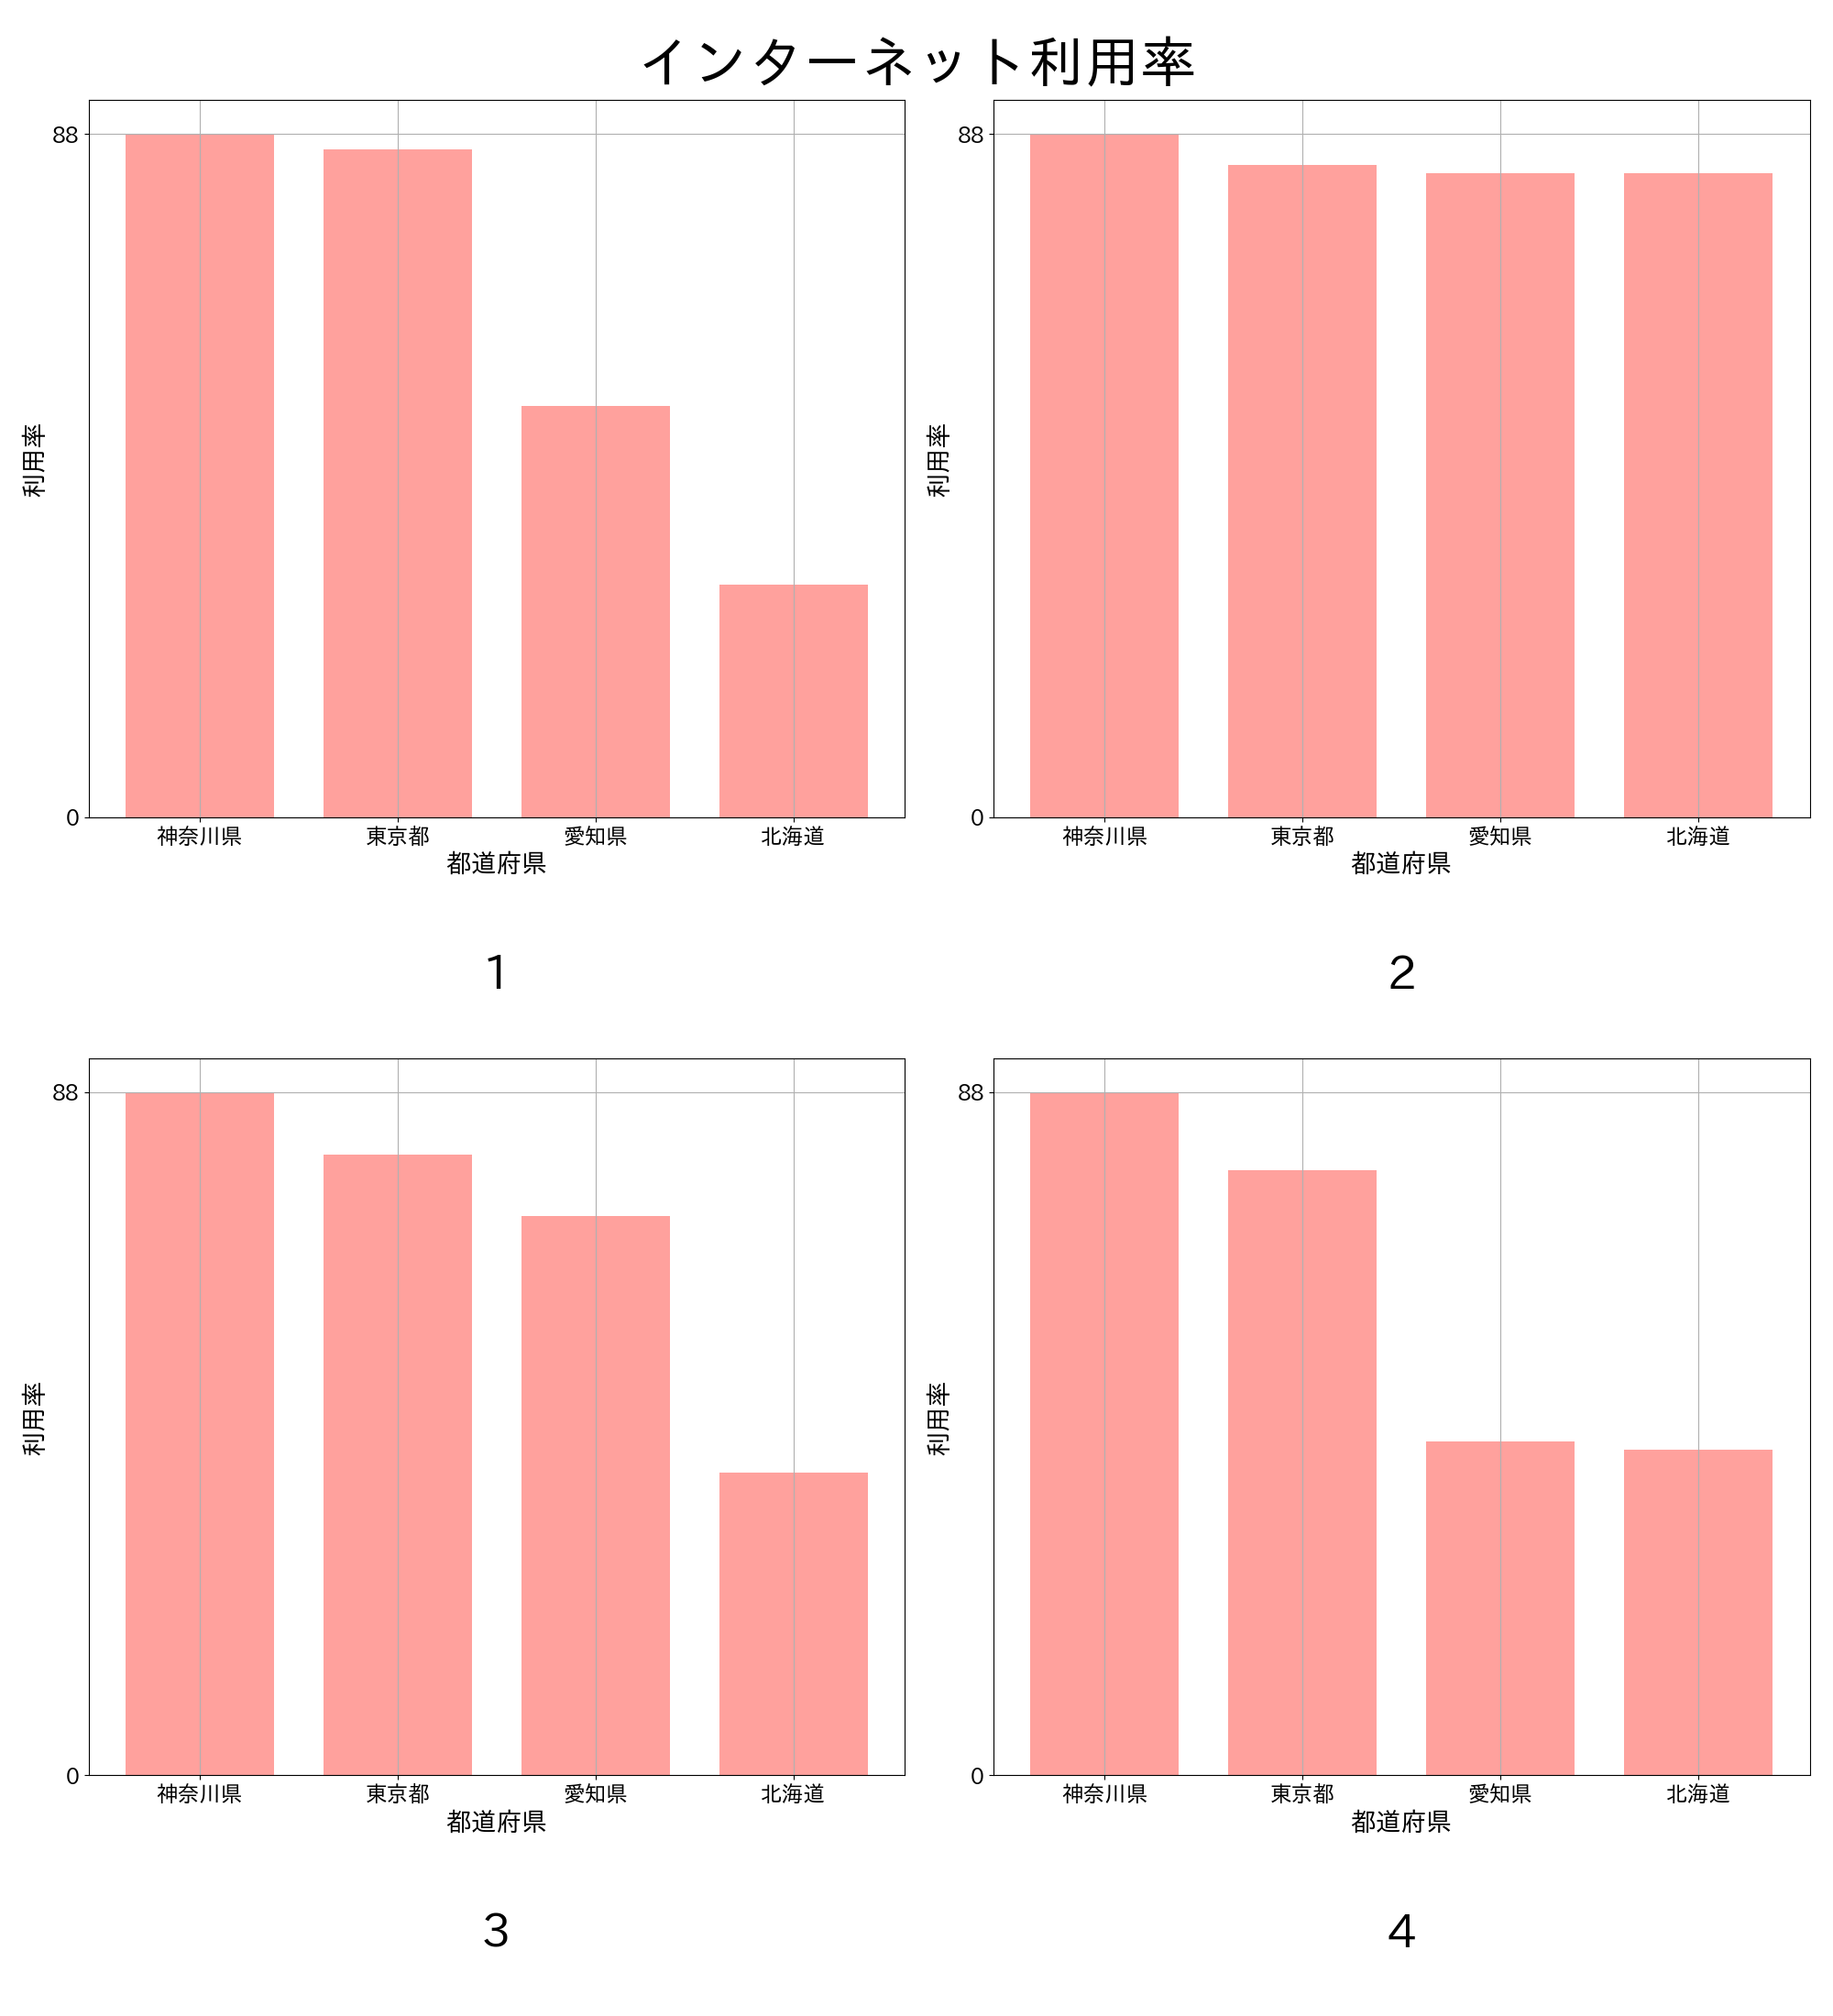 インターネット利用率
88
0
利用率
神奈川県 東京都 愛知県 北海道
都道府県
1
88
0
利用率
神奈川県 東京都 愛知県 北海道
都道府県
2
88
0
利用率
神奈川県 東京都 愛知県 北海道
都道府県
3
88
0
利用率
神奈川県 東京都 愛知県 北海道
都道府県
4